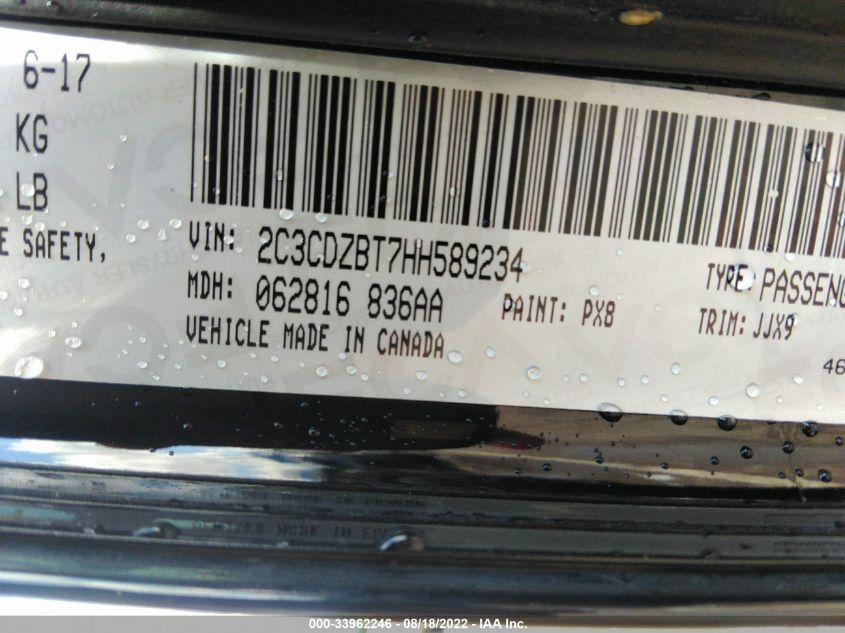 6-17
KG
LB
E SAFETY,
VIN: 2C3CDZBT7HH589234
MDH: 062816 836AA
PAINT: PX8
VEHICLE MADE IN CANADA
TYPE: PASSENG
TRIM: JJX9
46
000-33962246 - 08/18/2022 - IAA Inc.